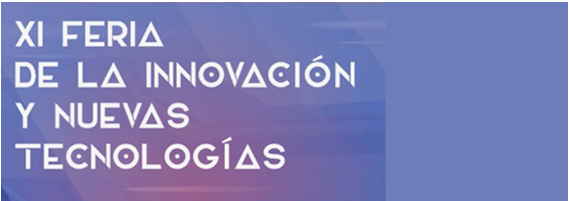 XI FERIA
DE LA INNOVACIÓN
Y NUEVAS
TECNOLOGÍAS